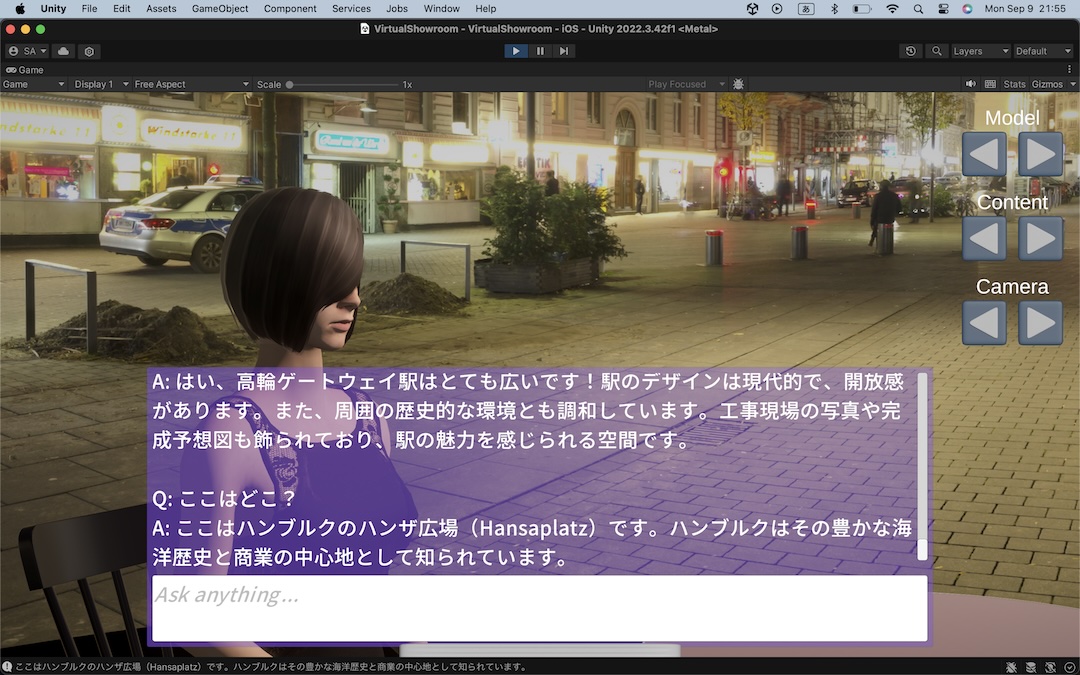 Unity File Edit Assets GameObject Component Services Jobs Window Help Mon Sep 9 21:55
VirtualShowroom - VirtualShowroom - iOS - Unity 2022.3.42f1 <Metal>
SA Layers Default
Game
Game Display 1 Free Aspect Scale 1x Play Focused Stats Gizmos
Windstärke 11
Model
Content
Camera
A: はい、高輪ゲートウェイ駅はとても広いです！駅のデザインは現代的で、開放感
があります。また、周囲の歴史的な環境とも調和しています。工事現場の写真や完
成予想図も飾られており、駅の魅力を感じられる空間です。
Q: ここはどこ？
A: ここはハンブルクのハンザ広場（Hansaplatz）です。ハンブルクはその豊かな海
洋歴史と商業の中心地として知られています。
Ask anything...
ここはハンブルクのハンザ広場（Hansaplatz）です。ハンブルクはその豊かな海洋歴史と商業の中心地として知られています。